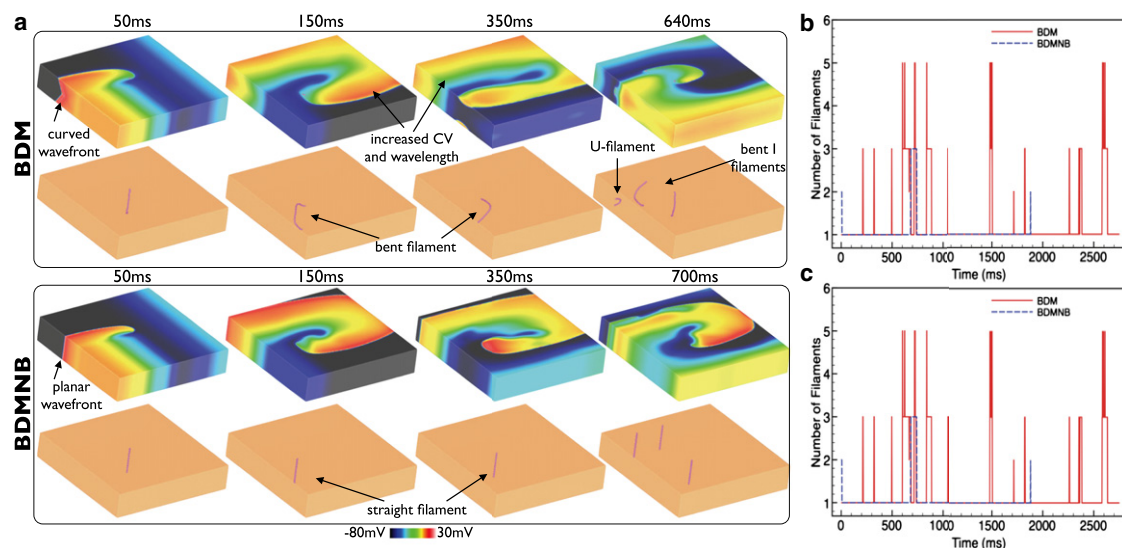 a
50ms 150ms 350ms 640ms
BDM
curved
wavefront
increased CV
and wavelength
U-filament
bent I
filaments
bent filament
50ms 150ms 350ms 700ms
BDMNB
planar
wavefront
straight filament
-80mV 30mV
b
Number of Filaments
6
5
4
3
2
1
BDM
BDMNB
0 500 1000 1500 2000 2500
Time (ms)
c
Number of Filaments
6
5
4
3
2
1
BDM
BDMNB
0 500 1000 1500 2000 2500
Time (ms)